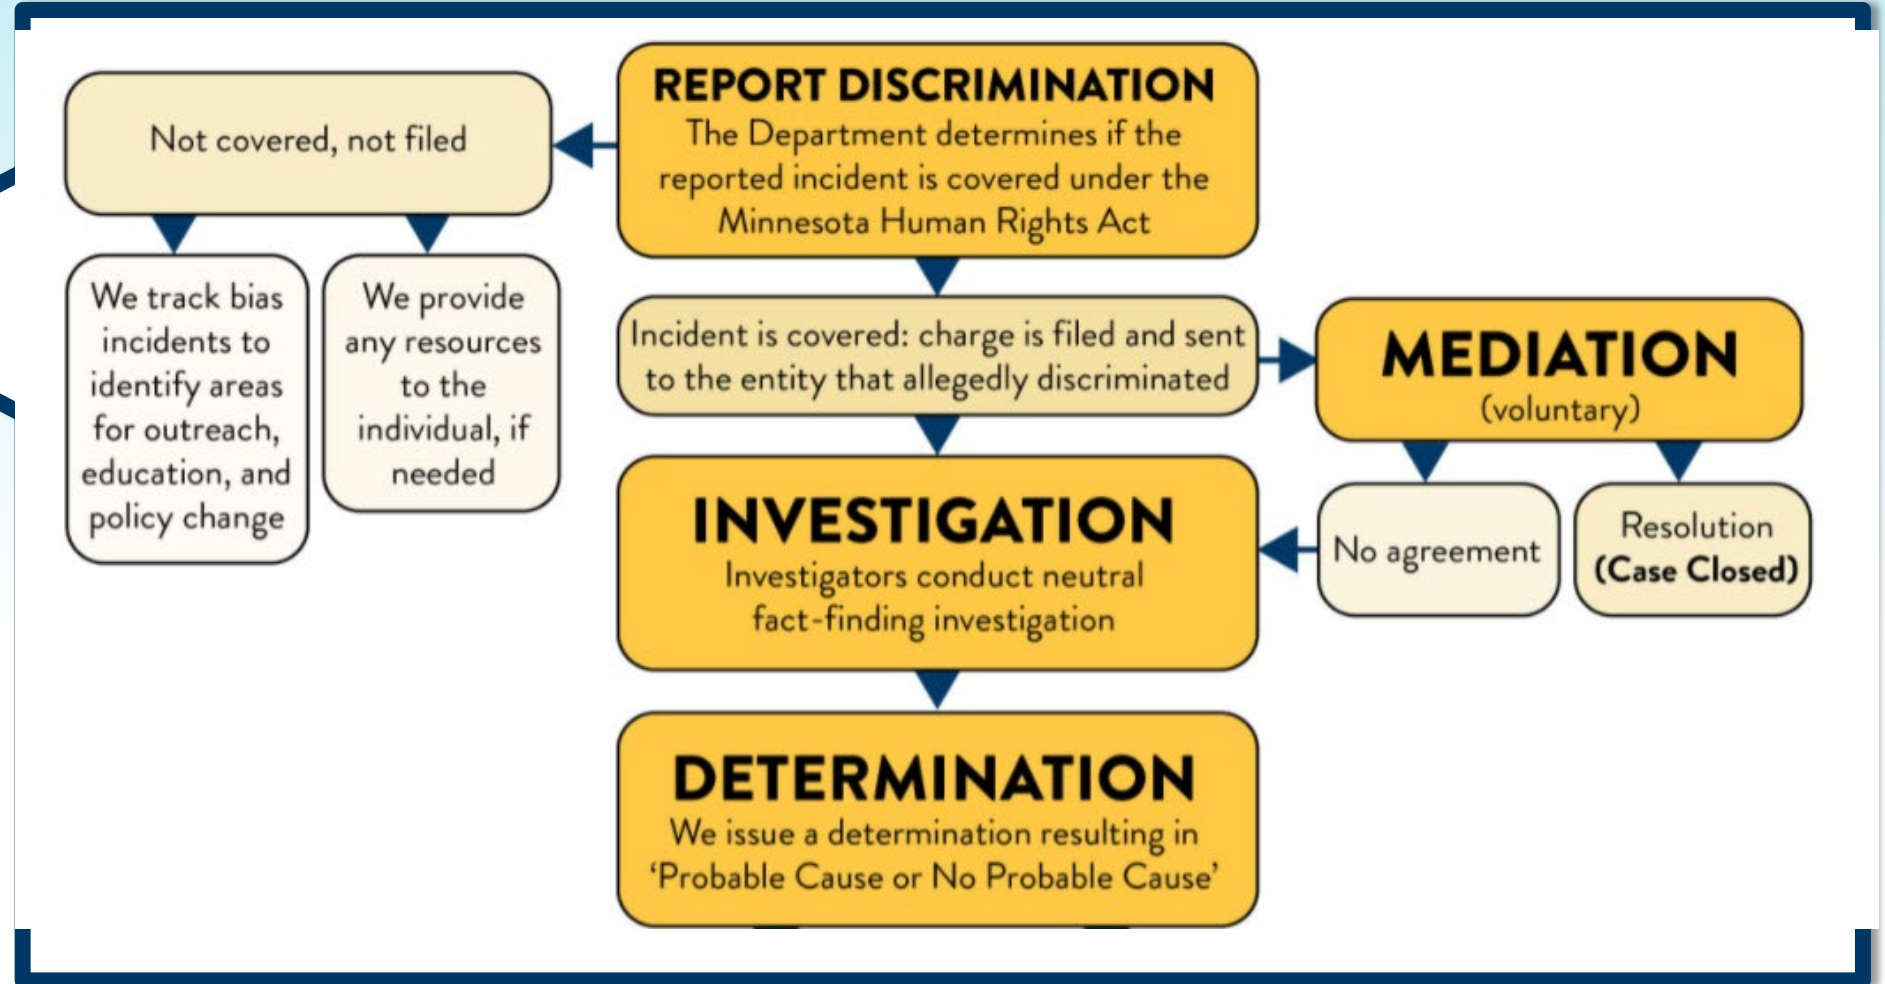 REPORT DISCRIMINATION
The Department determines if the
reported incident is covered under the
Minnesota Human Rights Act
Not covered, not filed
We track bias
incidents to
identify areas
for outreach,
education, and
policy change
We provide
any resources
to the
individual, if
needed
Incident is covered: charge is filed and sent
to the entity that allegedly discriminated
MEDIATION
(voluntary)
No agreement
Resolution
(Case Closed)
INVESTIGATION
Investigators conduct neutral
fact-finding investigation
DETERMINATION
We issue a determination resulting in
‘Probable Cause or No Probable Cause’